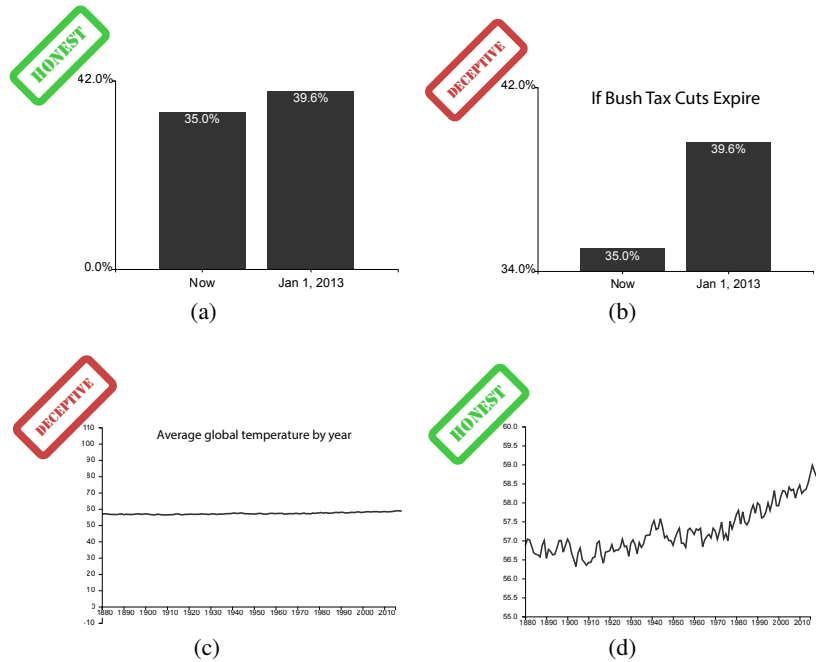 HONEST
42.0%
35.0%
39.6%
0.0%
Now
Jan 1, 2013
(a)
DECEPTIVE
42.0%
If Bush Tax Cuts Expire
39.6%
35.0%
34.0%
Now
Jan 1, 2013
(b)
DECEPTIVE
Average global temperature by year
110
100
90
80
70
60
50
40
30
20
10
0
-10
1880 1890 1900 1910 1920 1930 1940 1950 1960 1970 1980 1990 2000 2010
(c)
HONEST
60.0
59.5
59.0
58.5
58.0
57.5
57.0
56.5
56.0
55.5
55.0
1880 1890 1900 1910 1920 1930 1940 1950 1960 1970 1980 1990 2000 2010
(d)